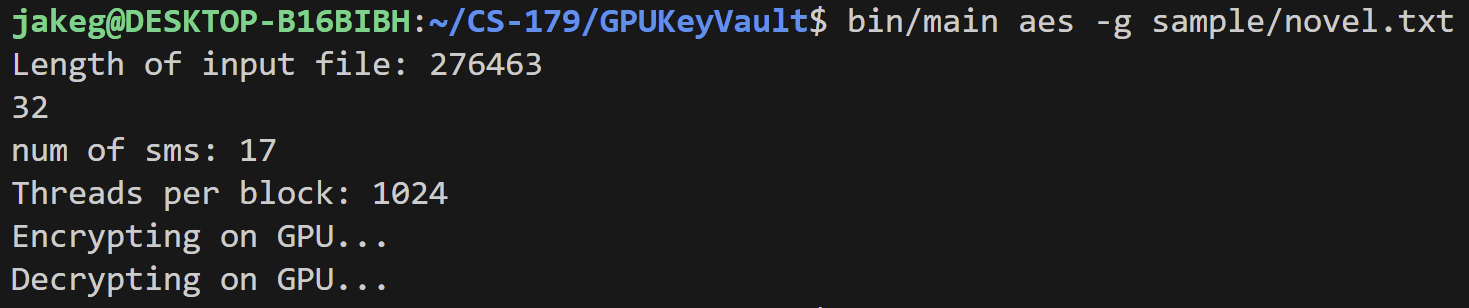 jakeg@DESKTOP-B16BIBH:~/CS-179/GPUKeyVault$ bin/main aes -g sample/novel.txt
Length of input file: 276463
32
num of sms: 17
Threads per block: 1024
Encrypting on GPU...
Decrypting on GPU...